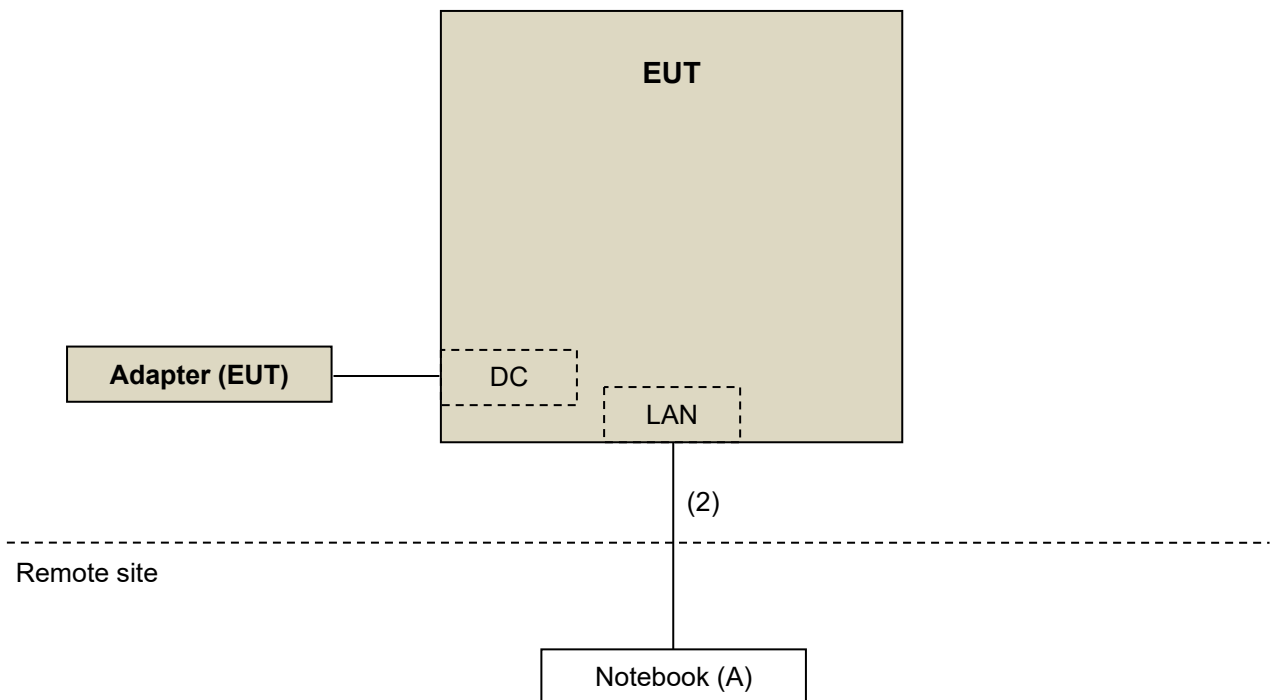 EUT
Adapter (EUT)
DC
LAN
(2)
Remote site
Notebook (A)